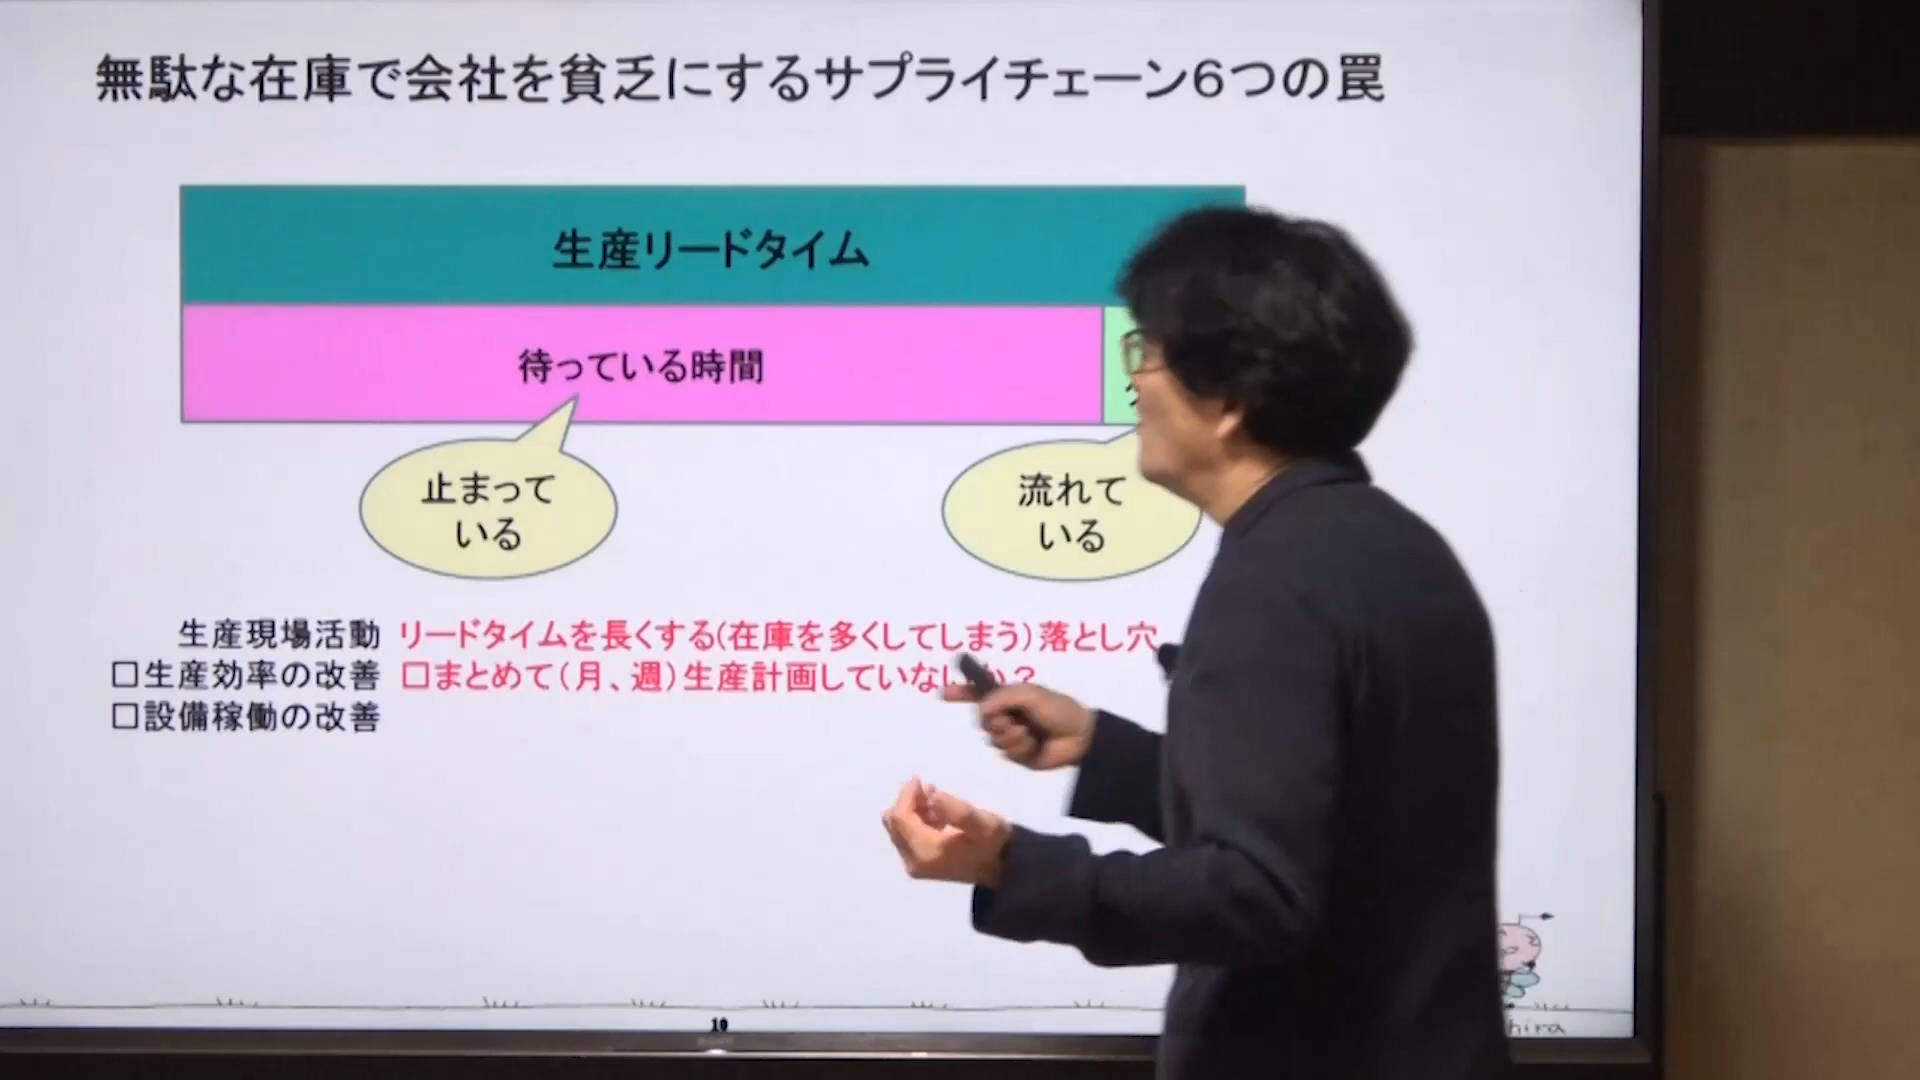 無駄な在庫で会社を貧乏にするサプライチェーン6つの罠
生産リードタイム
待っている時間
止まって
いる
流れて
いる
生産現場活動 リードタイムを長くする(在庫を多くしてしまう)落とし穴
□生産効率の改善 □まとめて(月、週)生産計画していないか?
□設備稼働の改善
10
hira